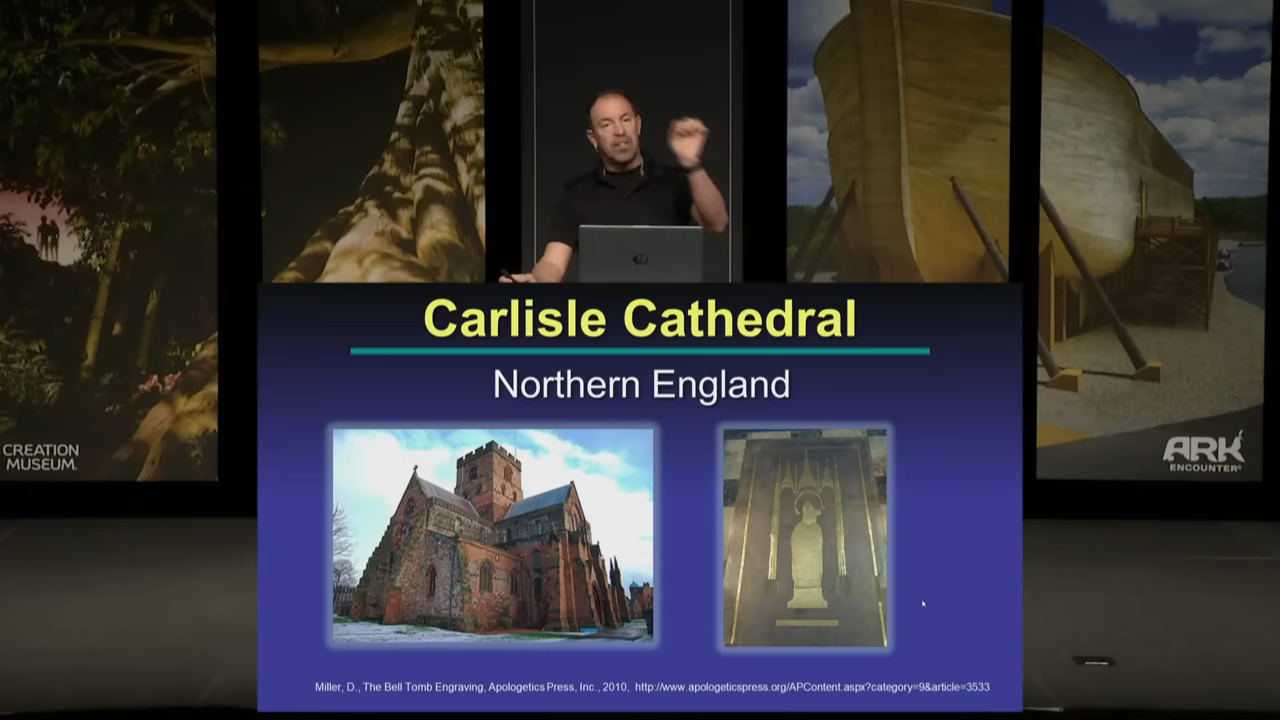 Carlisle Cathedral
Northern England
CREATION
MUSEUM
ARK
ENCOUNTER
Miller, D., The Bell Tomb Engraving, Apologetics Press, Inc., 2010, http://www.apologeticspress.org/APContent.aspx?category=9&article=3533